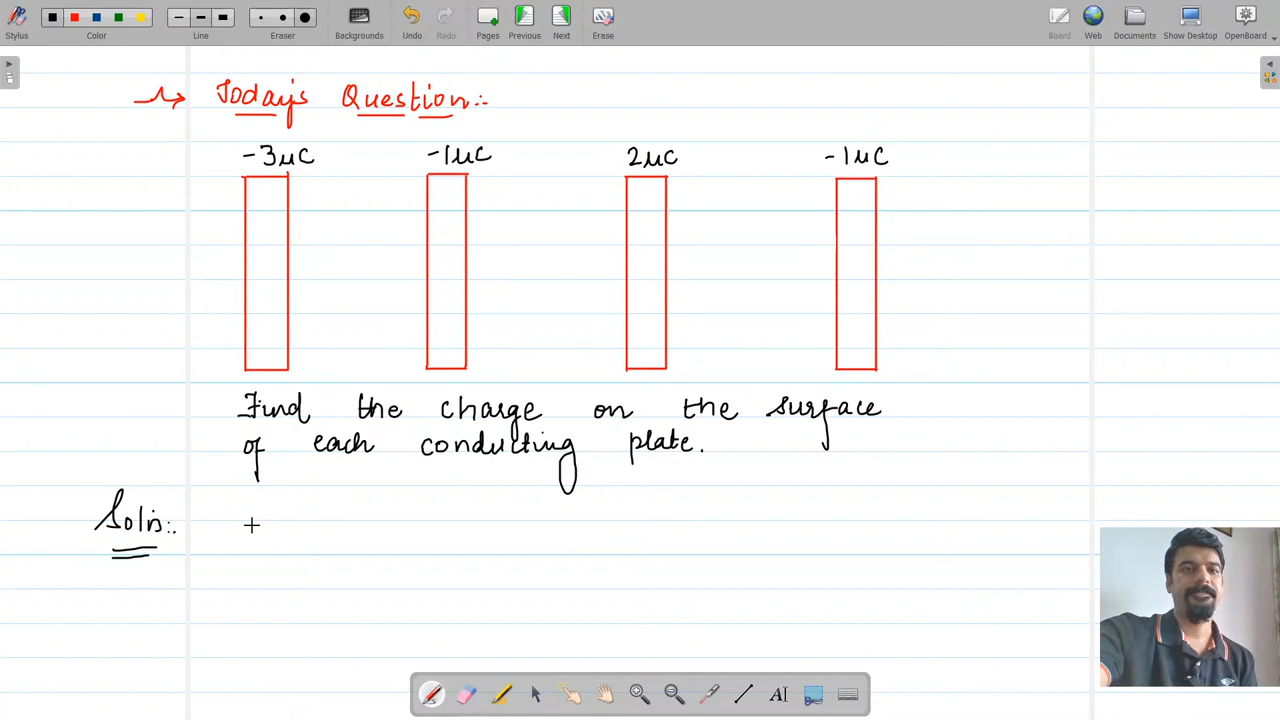 Stylus
Color
Line
Eraser
Backgrounds
Undo
Redo
Pages
Previous
Next
Erase
Board
Web
Documents
Show Desktop
OpenBoard
Today's Question:-
-3μC -1μC 2μC -1μC
Find the charge on the surface
of each conducting plate.
Soln:.
A